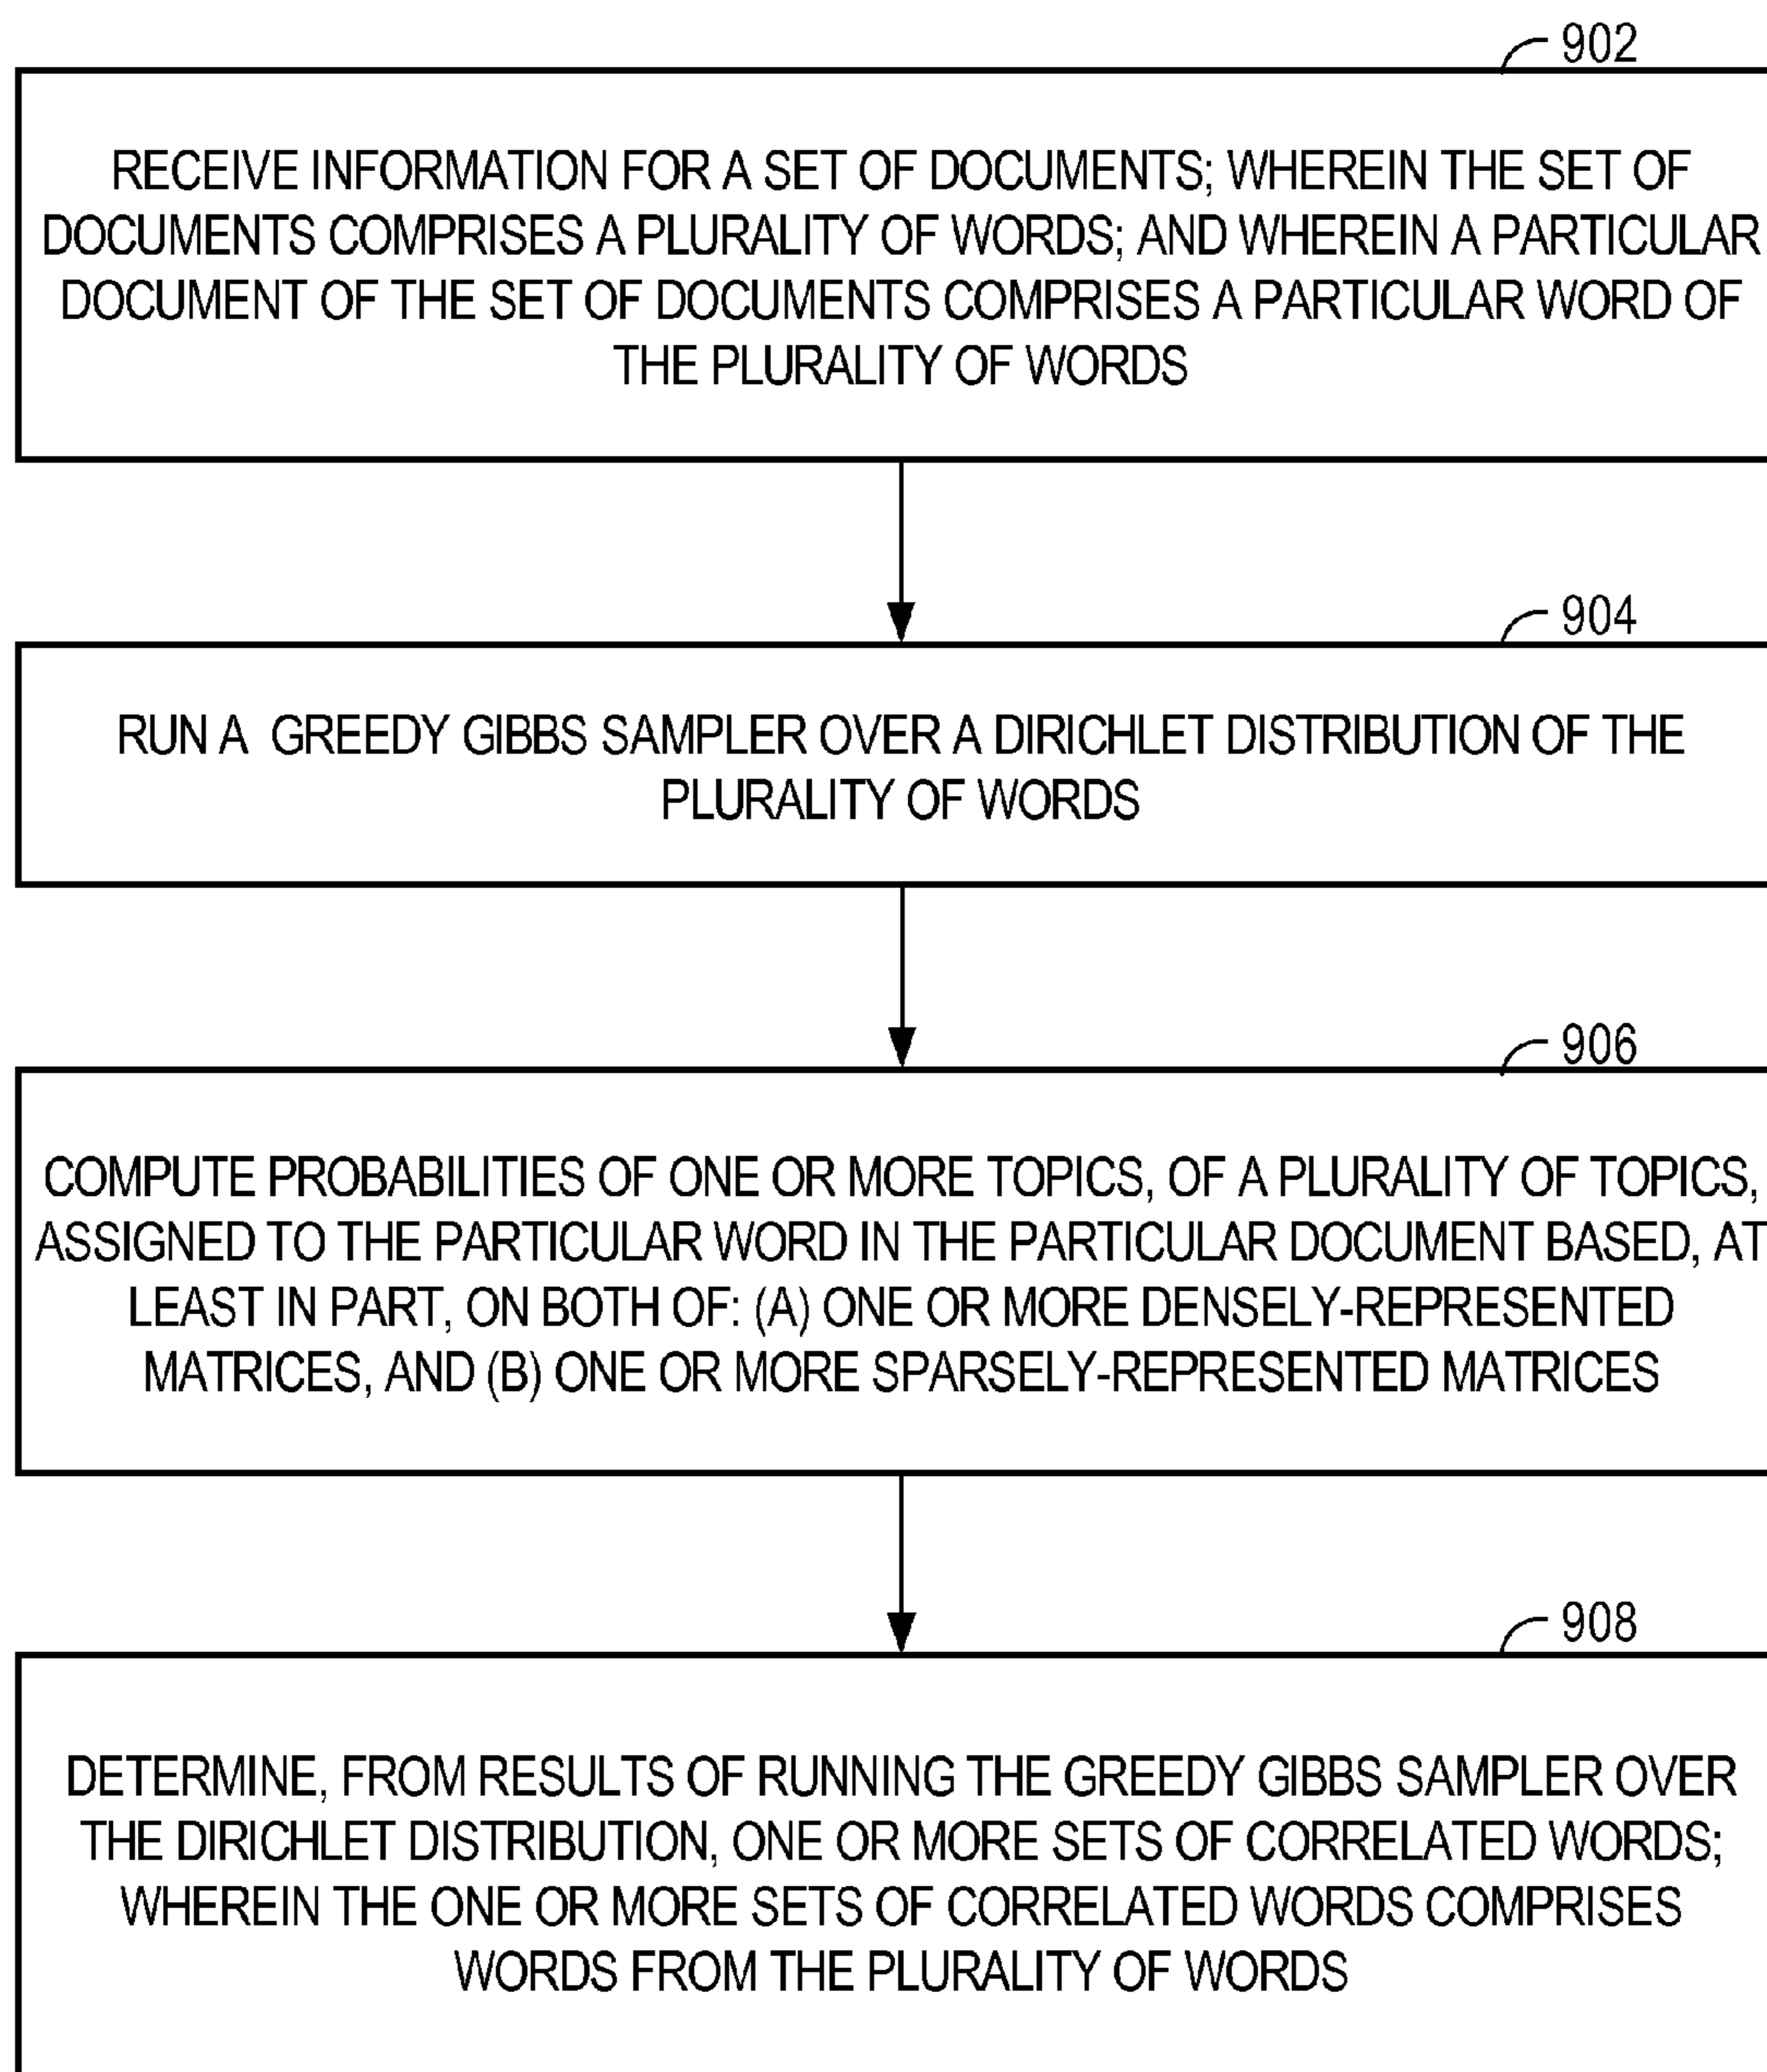 902
RECEIVE INFORMATION FOR A SET OF DOCUMENTS; WHEREIN THE SET OF
DOCUMENTS COMPRISES A PLURALITY OF WORDS; AND WHEREIN A PARTICULAR
DOCUMENT OF THE SET OF DOCUMENTS COMPRISES A PARTICULAR WORD OF
THE PLURALITY OF WORDS
904
RUN A GREEDY GIBBS SAMPLER OVER A DIRICHLET DISTRIBUTION OF THE
PLURALITY OF WORDS
906
COMPUTE PROBABILITIES OF ONE OR MORE TOPICS, OF A PLURALITY OF TOPICS,
ASSIGNED TO THE PARTICULAR WORD IN THE PARTICULAR DOCUMENT BASED, AT
LEAST IN PART, ON BOTH OF: (A) ONE OR MORE DENSELY-REPRESENTED
MATRICES, AND (B) ONE OR MORE SPARSELY-REPRESENTED MATRICES
908
DETERMINE, FROM RESULTS OF RUNNING THE GREEDY GIBBS SAMPLER OVER
THE DIRICHLET DISTRIBUTION, ONE OR MORE SETS OF CORRELATED WORDS;
WHEREIN THE ONE OR MORE SETS OF CORRELATED WORDS COMPRISES
WORDS FROM THE PLURALITY OF WORDS